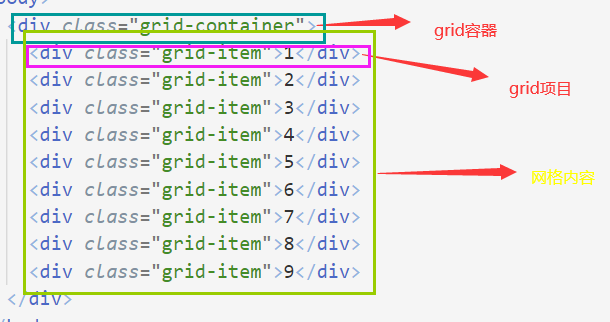 body>
<div class="grid-container">
grid容器
<div class="grid-item">1</div>
grid项目
<div class="grid-item">2</div>
<div class="grid-item">3</div>
<div class="grid-item">4</div>
<div class="grid-item">5</div>
网格内容
<div class="grid-item">6</div>
<div class="grid-item">7</div>
<div class="grid-item">8</div>
<div class="grid-item">9</div>
</div>
</body>